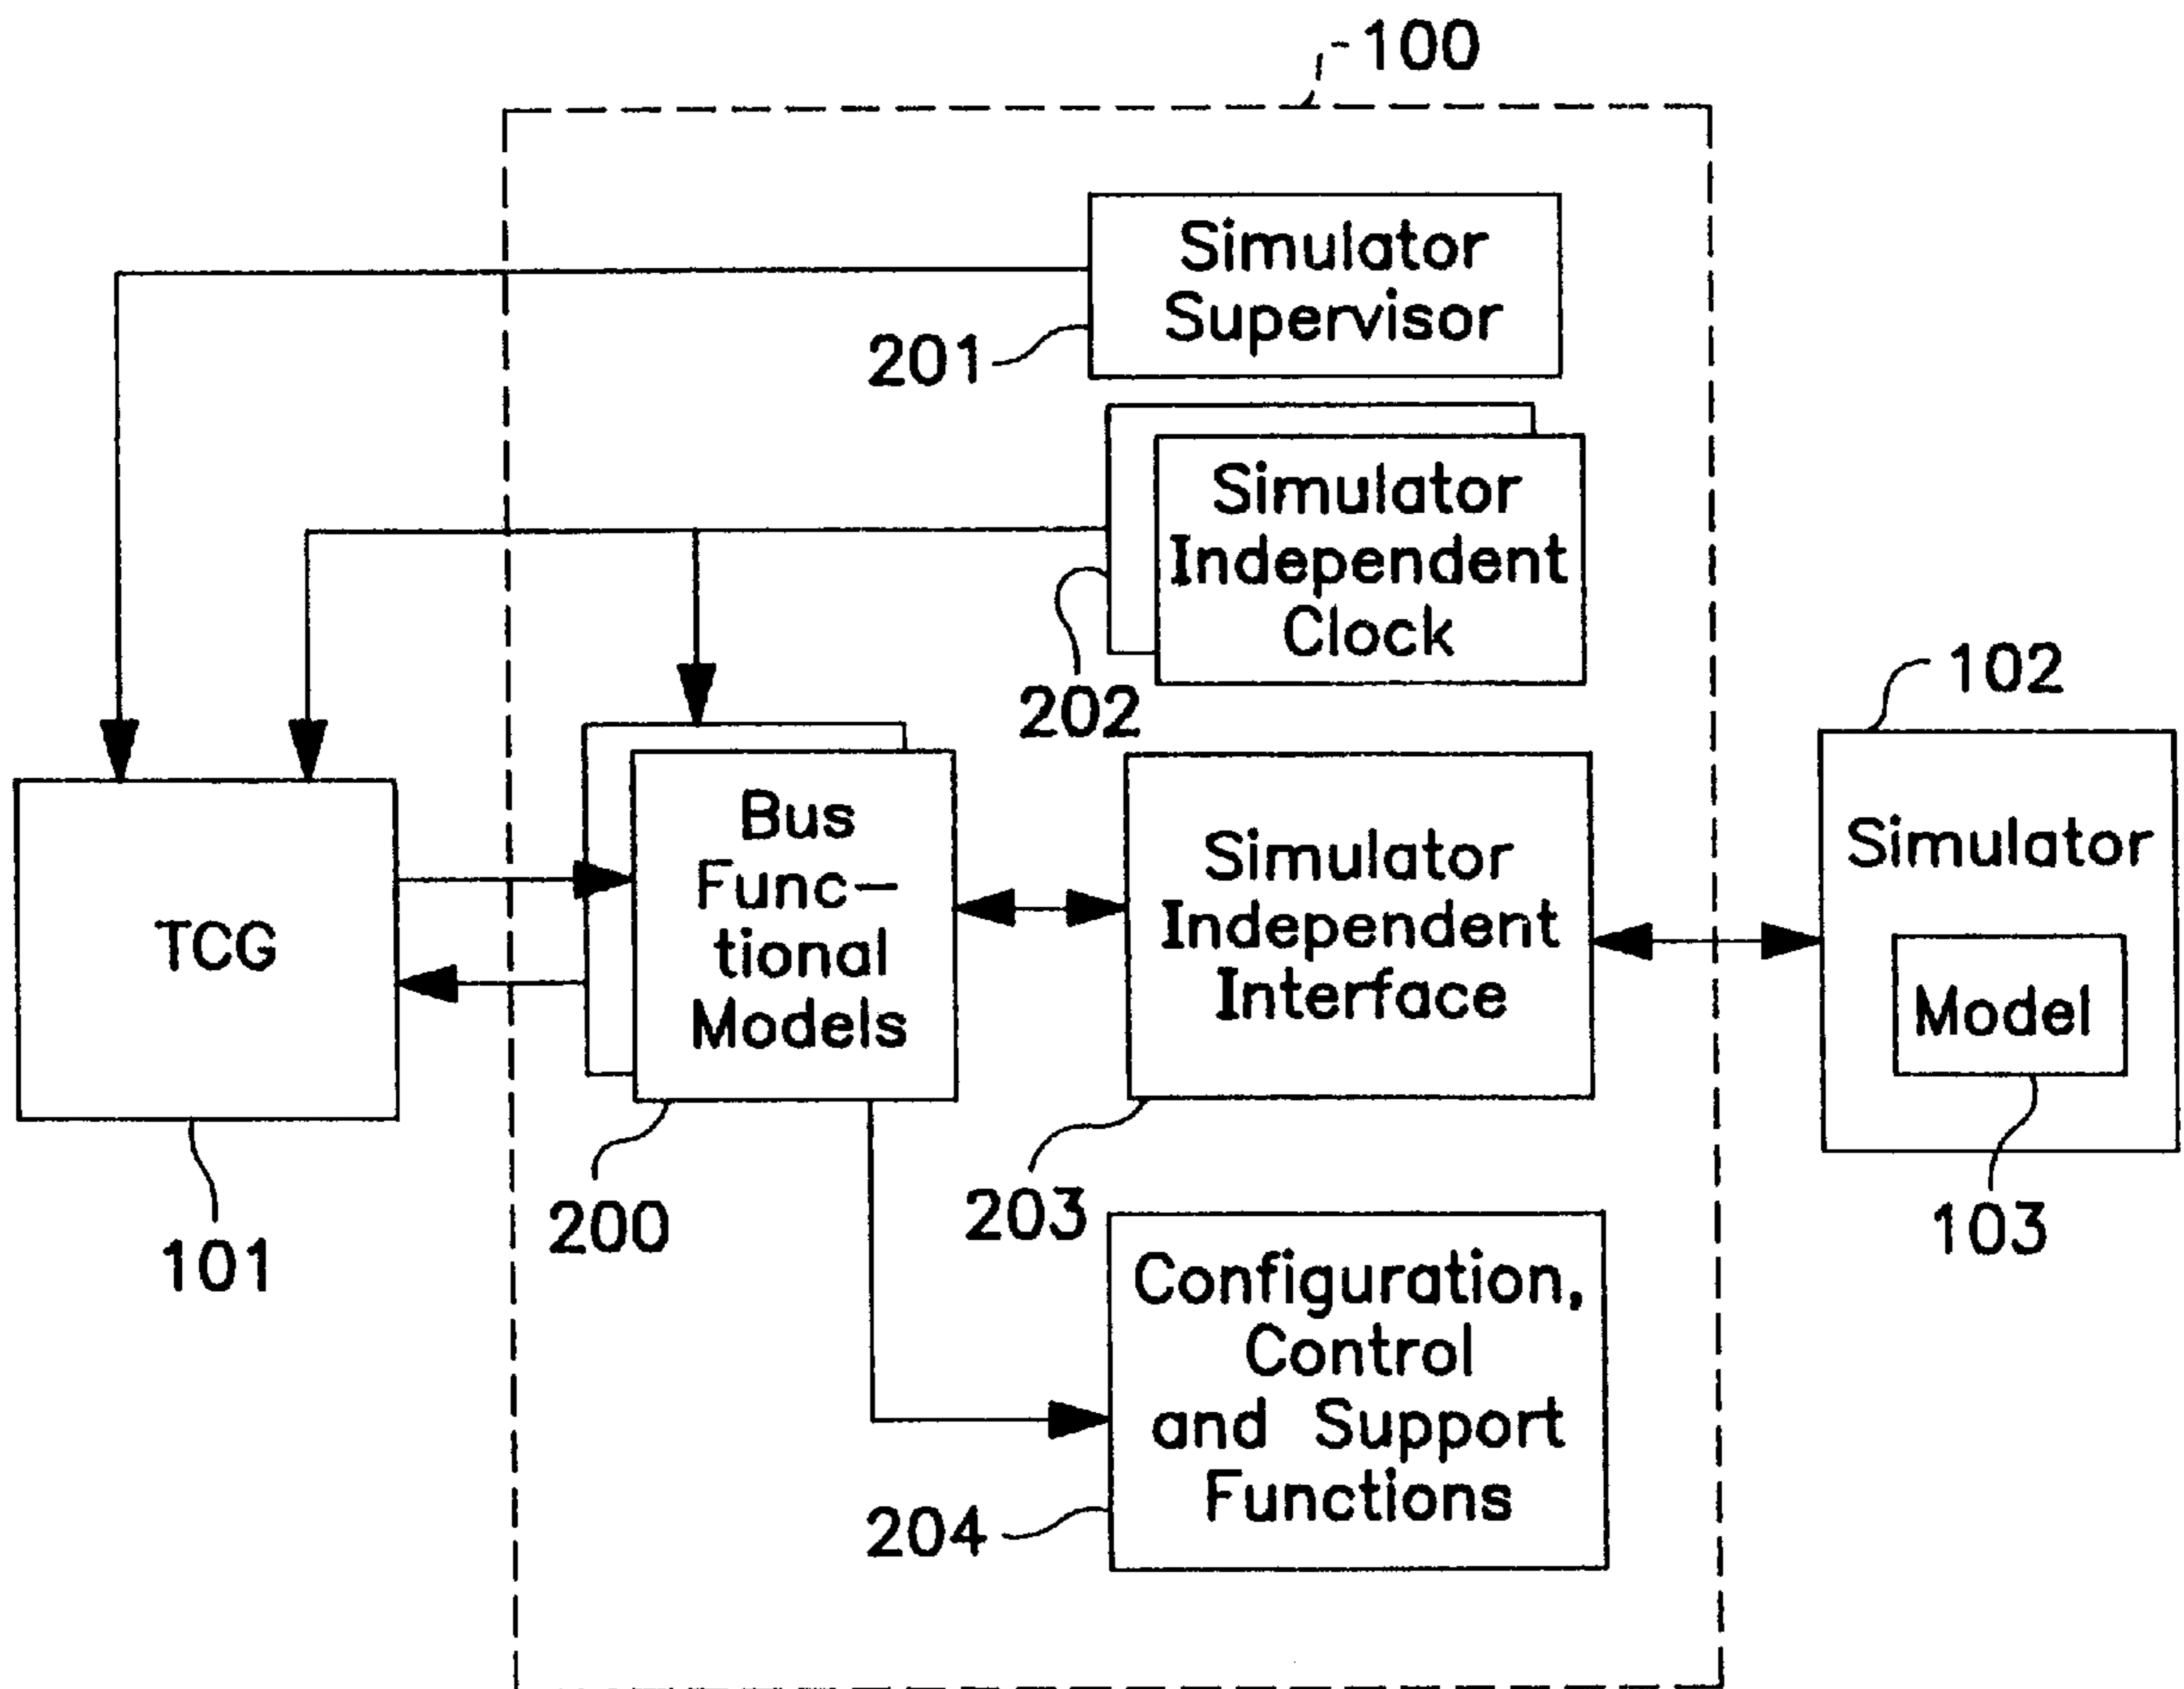 100
Simulator
Supervisor
201
Simulator
Independent
Clock
202
102
Simulator
Model
103
TCG
101
Bus
Func-
tional
Models
200
Simulator
Independent
Interface
203
Configuration,
Control
and Support
Functions
204